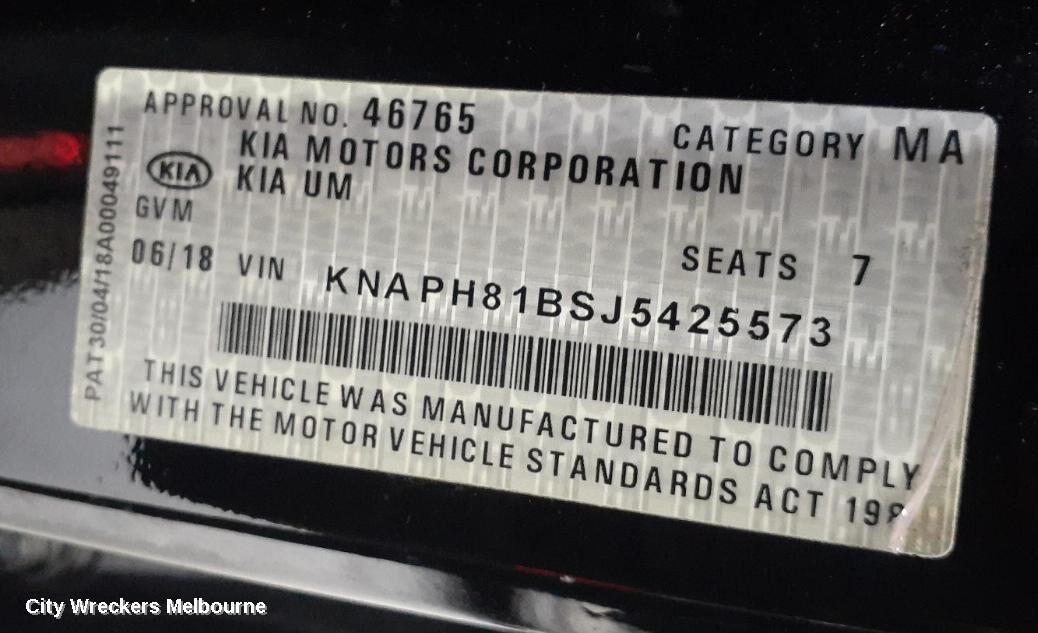 APPROVAL NO. 46765 CATEGORY MA
KIA MOTORS CORPORATION
KIA KIA UM
GVM
SEATS 7
06/18 VIN KNAPH81BSJ5425573
THIS VEHICLE WAS MANUFACTURED TO COMPLY
WITH THE MOTOR VEHICLE STANDARDS ACT
PAT30/04/18A00049111
City Wreckers Melbourne